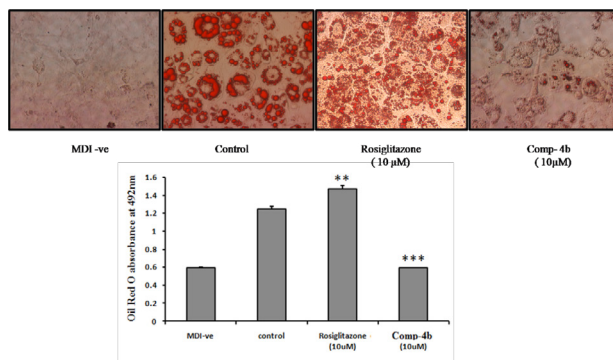 MDI -ve Control Rosiglitazone Comp- 4b
( 10 µM) ( 10µM)
Oil Red O absorbance at 492nm
1.6
1.4
1.2
1
0.8
0.6
0.4
0.2
0
**
***
MDI-ve control Rosiglitazone Comp-4b
(10uM) (10uM)